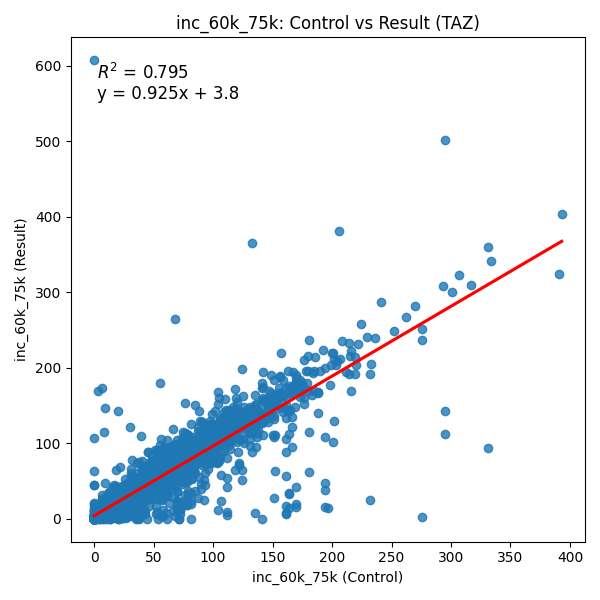 inc_60k_75k: Control vs Result (TAZ)
R² = 0.795
y = 0.925x + 3.8
600
500
400
300
200
100
0
inc_60k_75k (Result)
0 50 100 150 200 250 300 350 400
inc_60k_75k (Control)